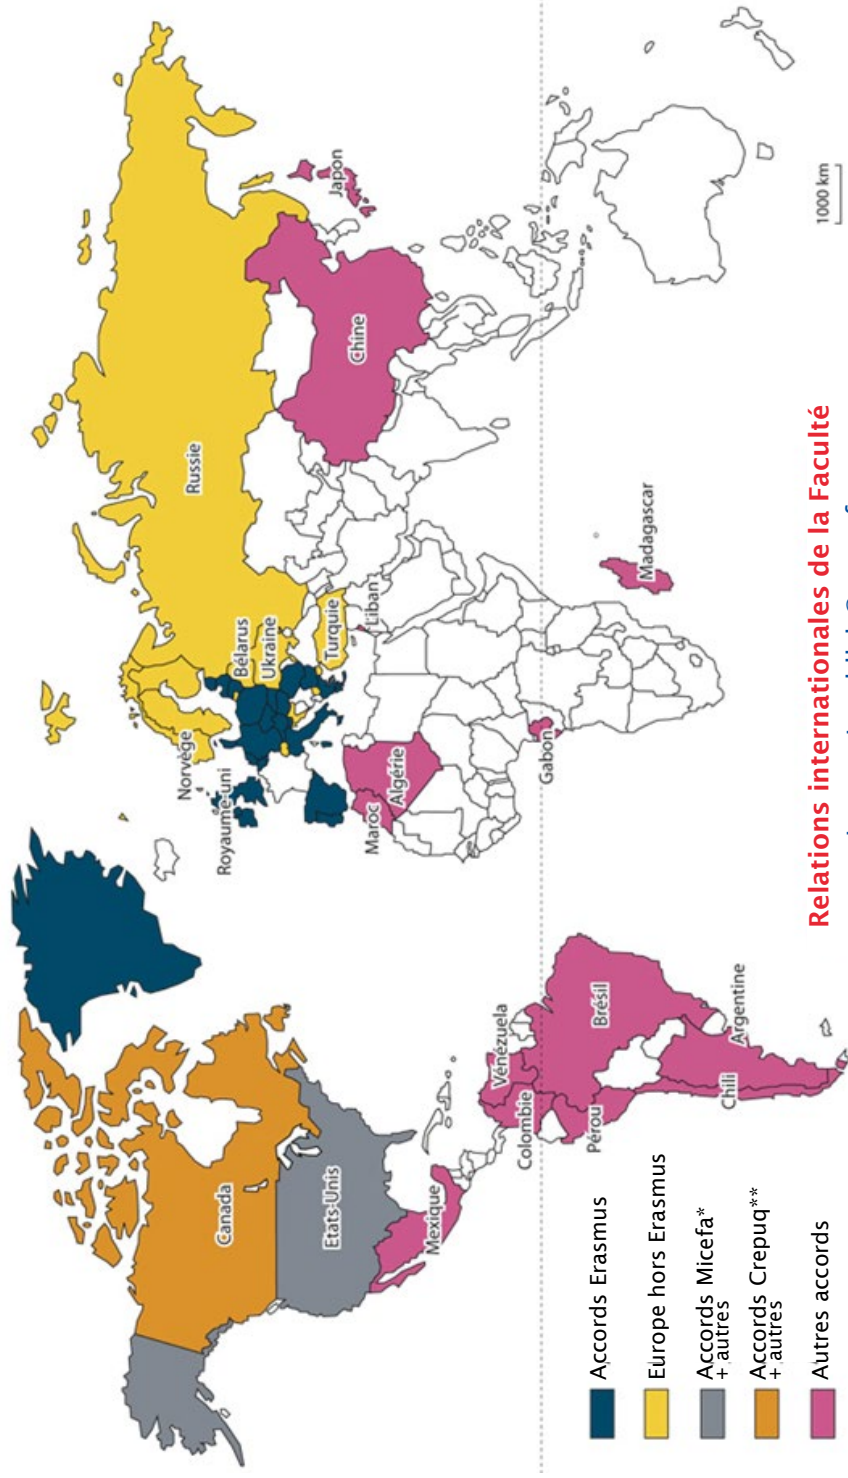 Norvège
Russie
Canada
Royaume-uni
Bélarus
Ukraine
Etats-Unis
Turquie
Japon
Chine
Liban
Maroc
Algérie
Mexique
Vénézuela
Colombie
Gabon
Pérou
Brésil
Madagascar
Chili
Argentine
Accords Erasmus
Europe hors Erasmus
Accords Micefa*
+ autres
Accords Crepuq**
+ autres
Autres accords
1000 km
Relations internationales de la Faculté